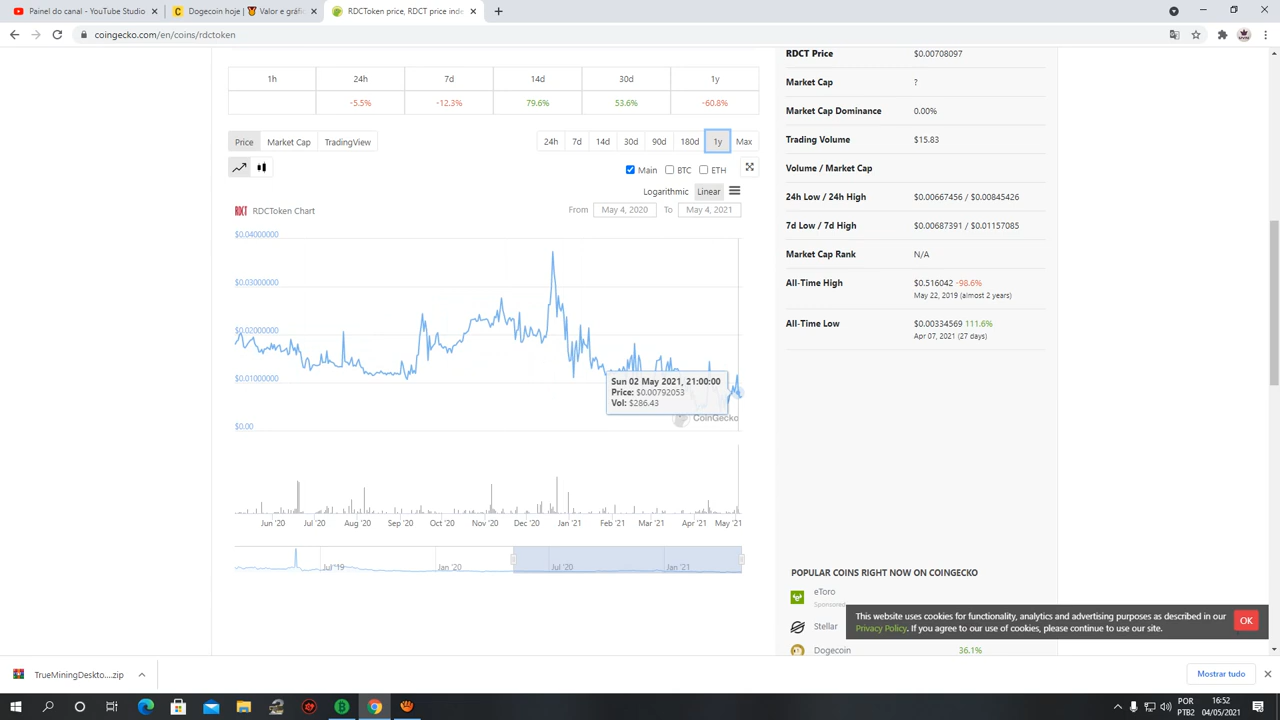 Painel do canal - YouTube Studio
Dogecoin hoje | Valor e gráfic
RDCToken price, RDCT price inde
coingecko.com/en/coins/rdctoken
1h 24h 7d 14d 30d 1y
-5.5% -12.3% 79.6% 53.6% -60.8%
Price Market Cap TradingView
24h 7d 14d 30d 90d 180d 1y Max
Main BTC ETH
Logarithmic Linear
RDCToken Chart
From May 4, 2020 To May 4, 2021
$0.04000000
$0.03000000
$0.02000000
$0.01000000
$0.00
Sun 02 May 2021, 21:00:00
Price: $0.00792053
Vol: $286.43
CoinGecko
Jun '20 Jul '20 Aug '20 Sep '20 Oct '20 Nov '20 Dec '20 Jan '21 Feb '21 Mar '21 Apr '21 May '21
Jul '19 Jan '20 Jul '20 Jan '21
RDCT Price $0.00708097
Market Cap ?
Market Cap Dominance 0.00%
Trading Volume $15.83
Volume / Market Cap
24h Low / 24h High $0.00667456 / $0.00845426
7d Low / 7d High $0.00687391 / $0.01157085
Market Cap Rank N/A
All-Time High $0.516042 -98.6%
May 22, 2019 (almost 2 years)
All-Time Low $0.00334569 111.6%
Apr 07, 2021 (27 days)
POPULAR COINS RIGHT NOW ON COINGECKO
eToro
Sponsored
Stellar
Dogecoin 36.1%
This website uses cookies for functionality, analytics and advertising purposes as described in our
Privacy Policy. If you agree to our use of cookies, please continue to use our site.
OK
TrueMiningDeskto....zip
Mostrar tudo
POR
PTB2
16:52
04/05/2021